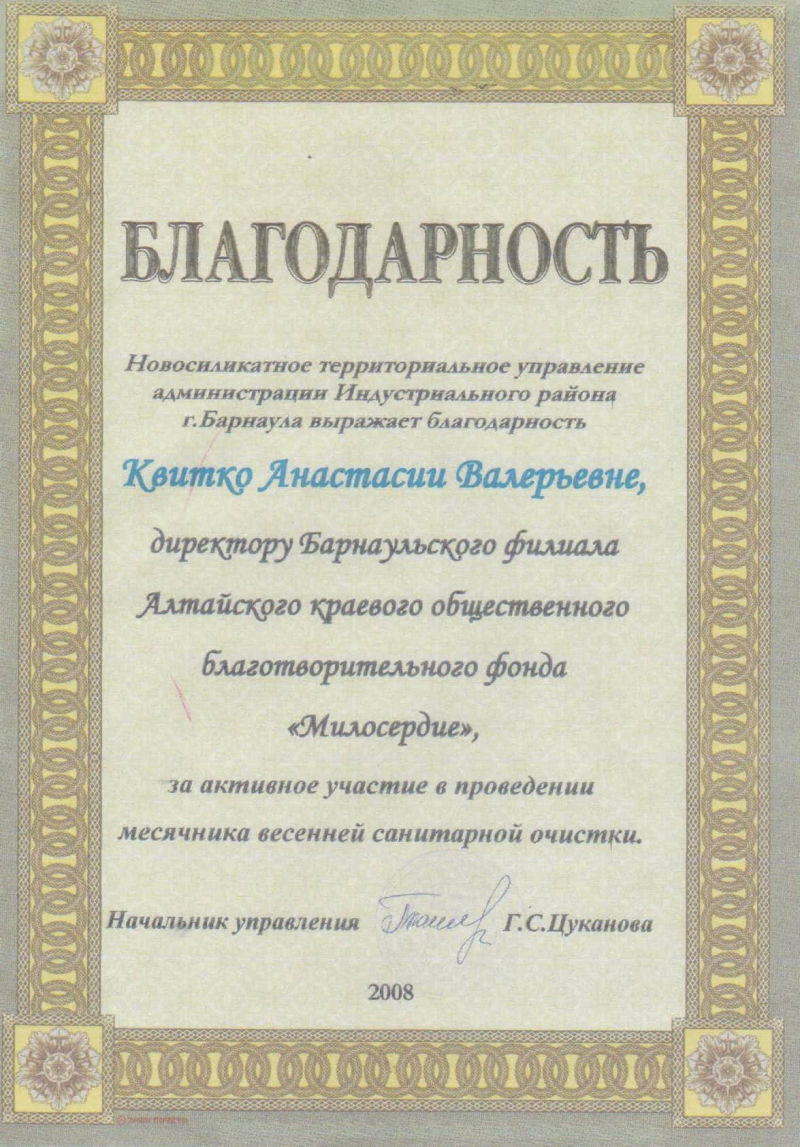 БЛАГОДАРНОСТЬ
Новосиликатное территориальное управление
администрации Индустриального района
г.Барнаула выражает благодарность
Квитко Анастасии Валерьевне,
директору Барнаульского филиала
Алтайского краевого общественного
благотворительного фонда
«Милосердие»,
за активное участие в проведении
месячника весенней санитарной очистки.
Начальник управления Г.С.Цуканова
2008